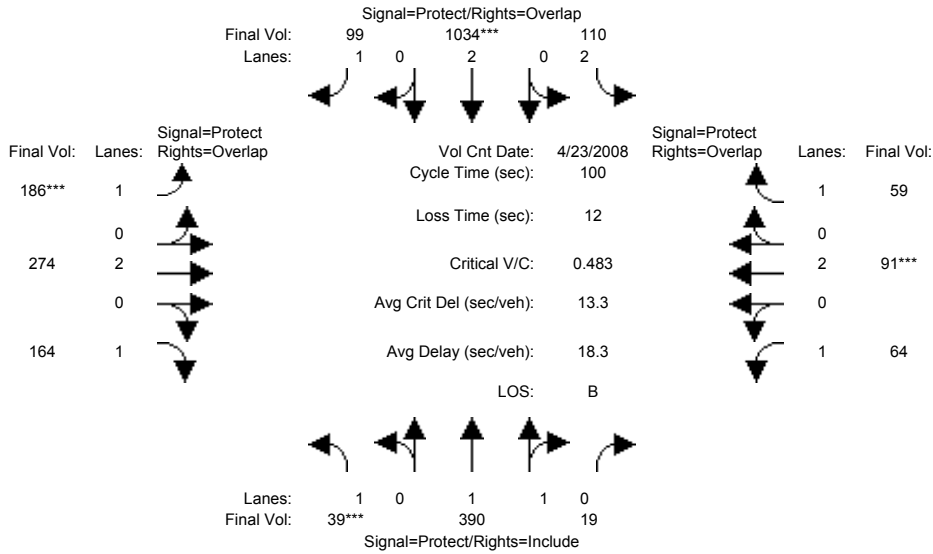 Signal=Protect/Rights=Overlap
Final Vol: 99 1034*** 110
Lanes: 1 0 2 0 2
Signal=Protect
Final Vol: Lanes: Rights=Overlap
Vol Cnt Date: 4/23/2008
Signal=Protect
Rights=Overlap Lanes: Final Vol:
Cycle Time (sec): 100
186*** 1
1 59
Loss Time (sec): 12
0
0
274 2
Critical V/C: 0.483
2 91***
0
Avg Crit Del (sec/veh): 13.3
0
164 1
Avg Delay (sec/veh): 18.3
1 64
LOS: B
Lanes: 1 0 1 1 0
Final Vol: 39*** 390 19
Signal=Protect/Rights=Include